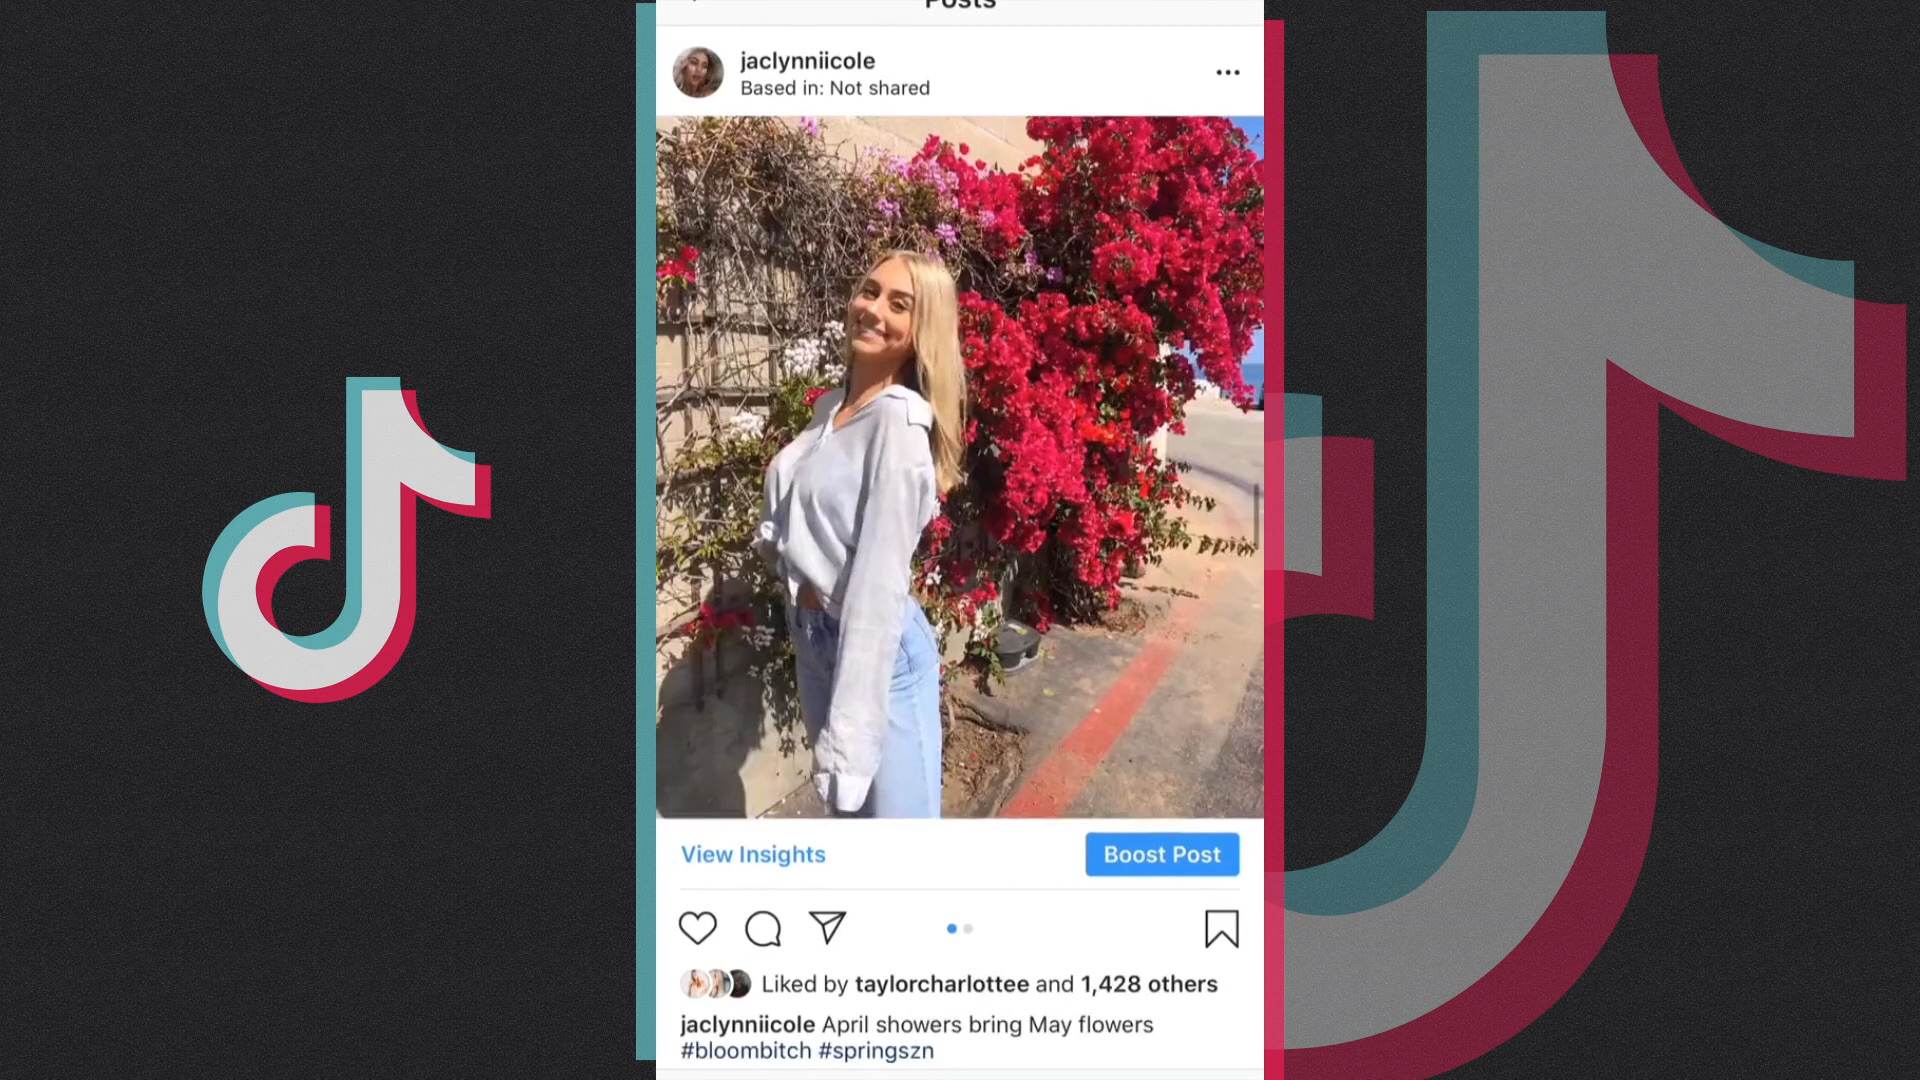 Posts
jaclynniicole
Based in: Not shared
View Insights
Boost Post
Liked by taylorcharlottee and 1,428 others
jaclynniicole April showers bring May flowers
#bloombitch #springszn